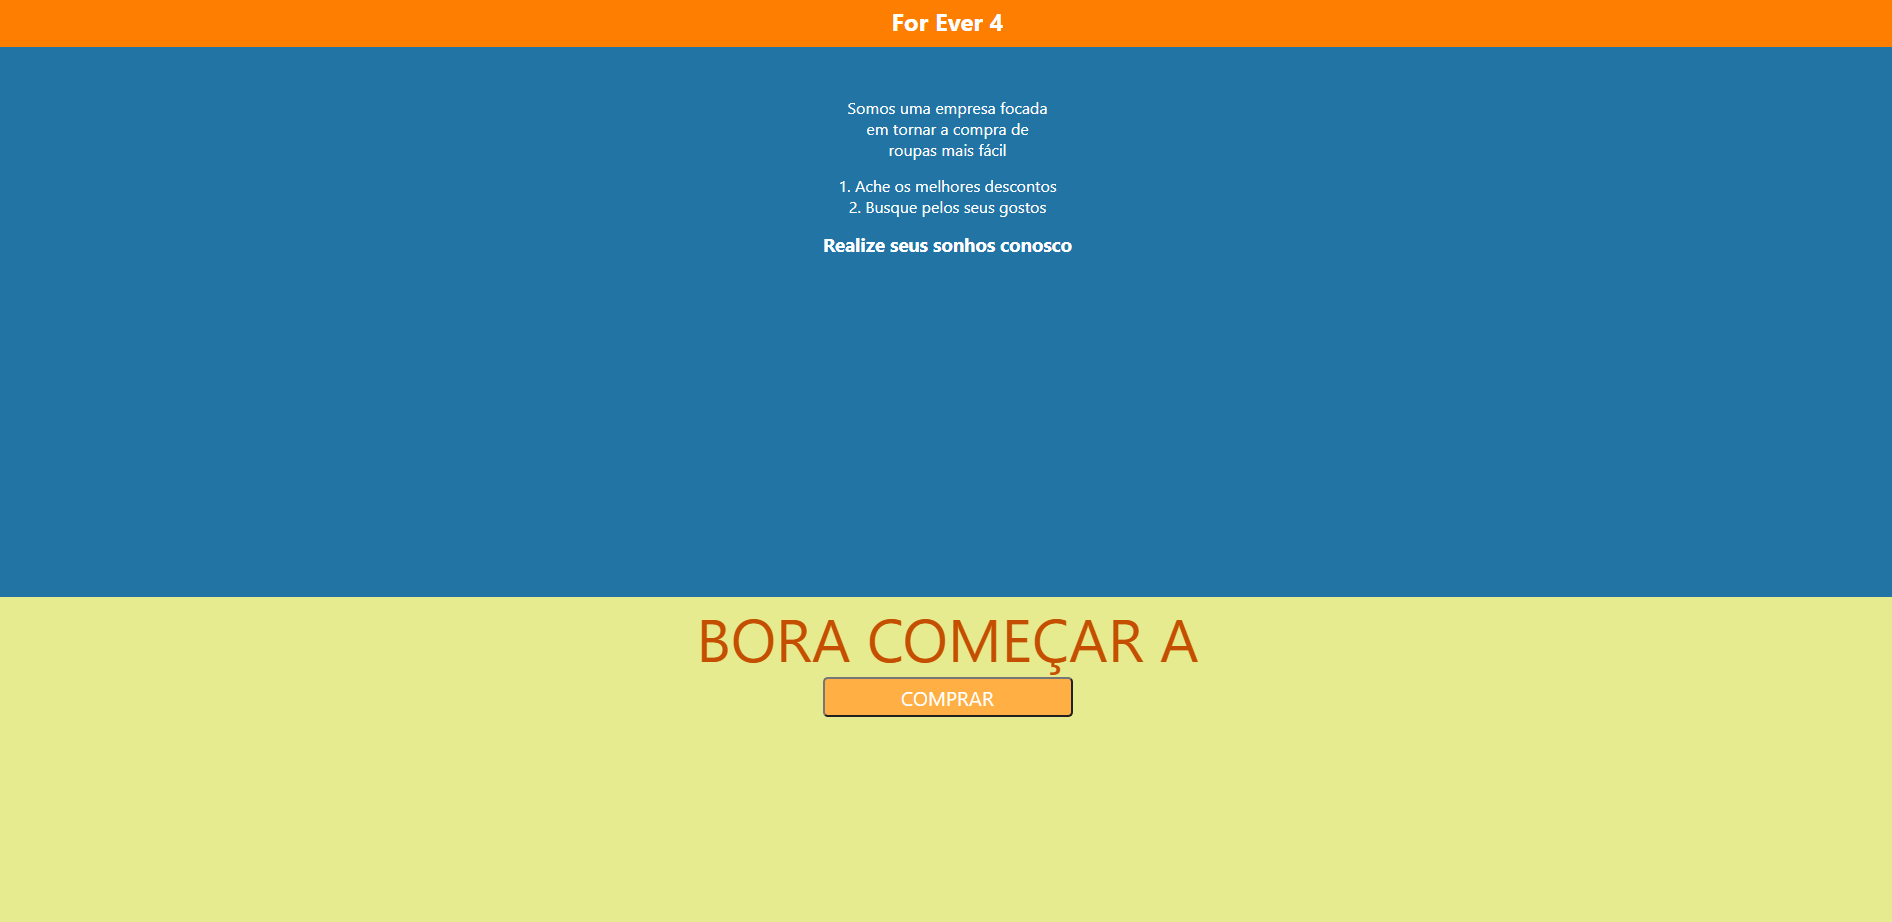 For Ever 4
Somos uma empresa focada
em tornar a compra de
roupas mais fácil
1. Ache os melhores descontos
2. Busque pelos seus gostos
Realize seus sonhos conosco
BORA COMEÇAR A
COMPRAR